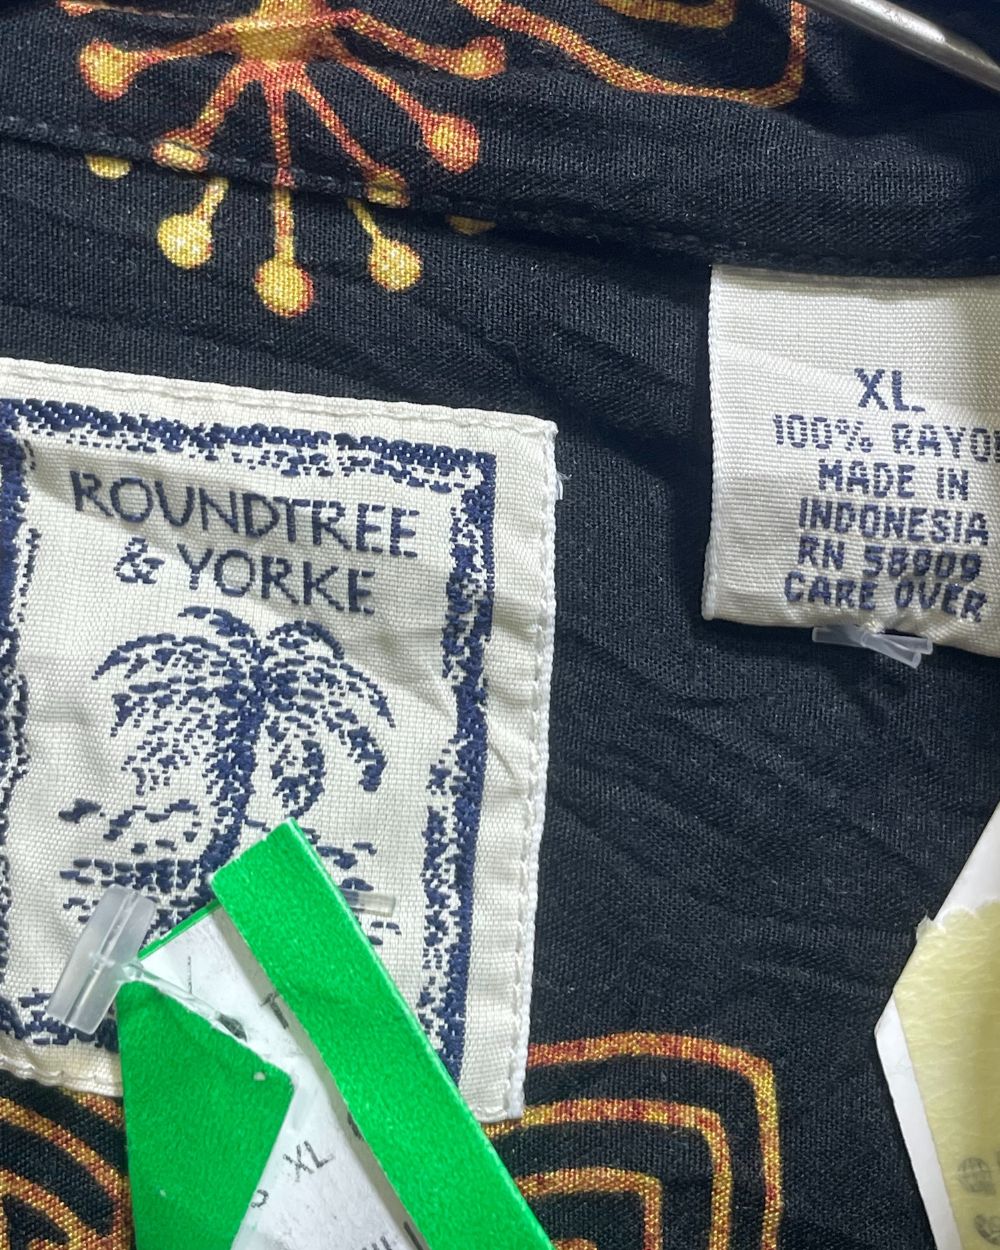 ROUNDTREE
& YORKE
XL
100% RAYON
MADE IN
INDONESIA
RN 58909
CARE OVER
XL